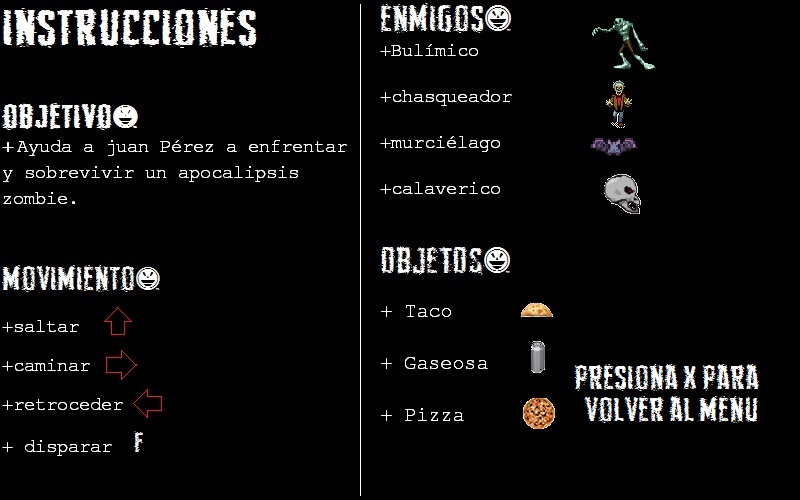 INSTRUCCIONES
OBJETIVO
+Ayuda a juan Pérez a enfrentar
y sobrevivir un apocalipsis
zombie.
MOVIMIENTO
+saltar
+caminar
+retroceder
+ disparar F
ENMIGOS
+Bulímico
+chasqueador
+murciélago
+calaverico
OBJETOS
+ Taco
+ Gaseosa
+ Pizza
PRESIONA X PARA
VOLVER AL MENU